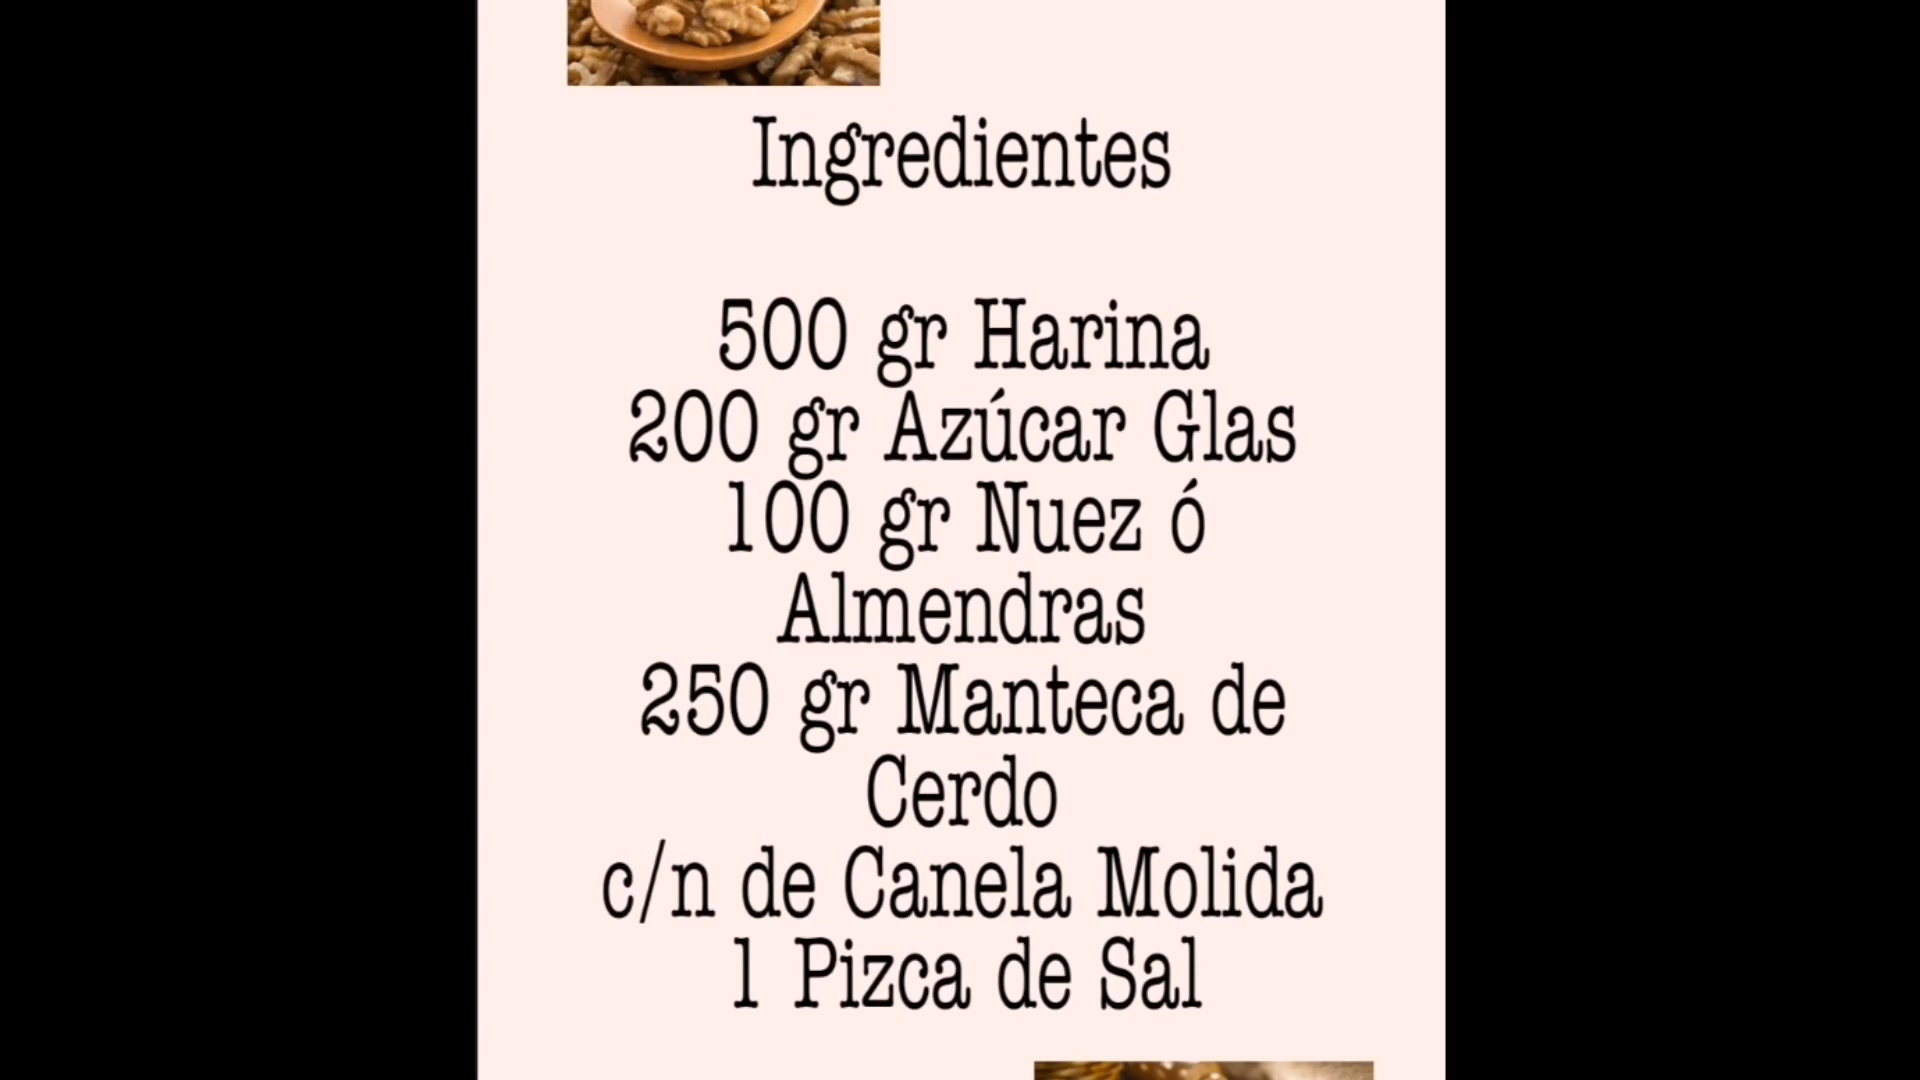 Ingredientes
500 gr Harina
200 gr Azúcar Glas
100 gr Nuez ó
Almendras
250 gr Manteca de
Cerdo
c/n de Canela Molida
1 Pizca de Sal